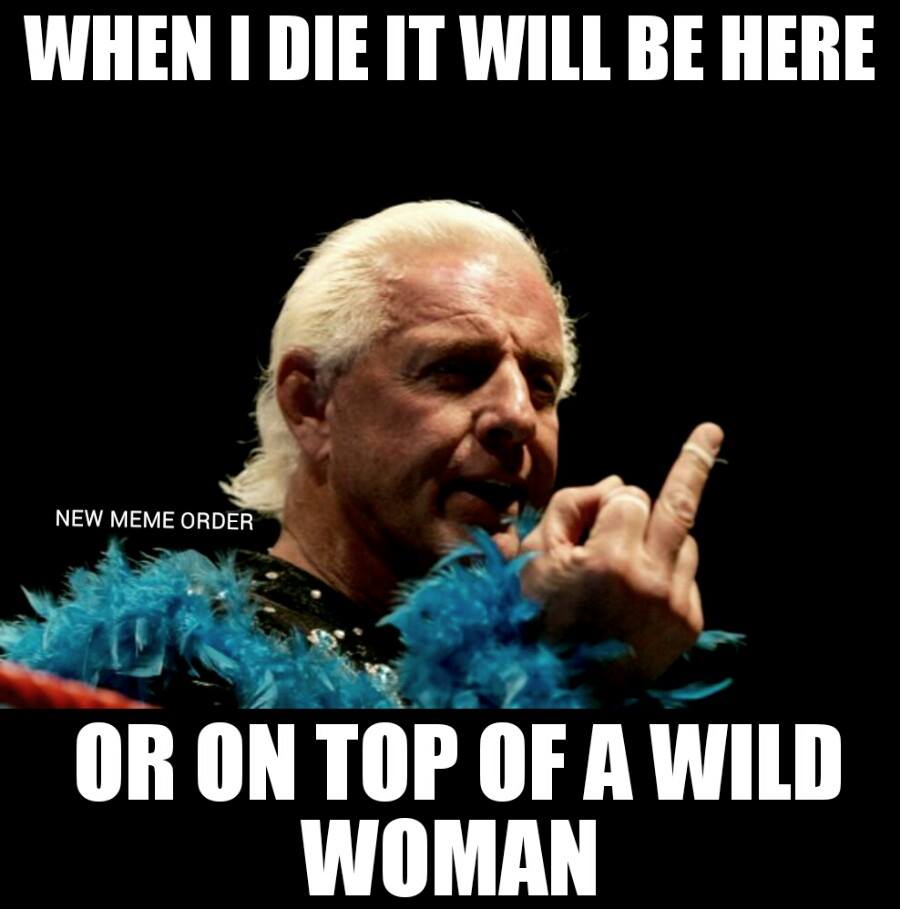 WHEN I DIE IT WILL BE HERE
NEW MEME ORDER
OR ON TOP OF A WILD
WOMAN